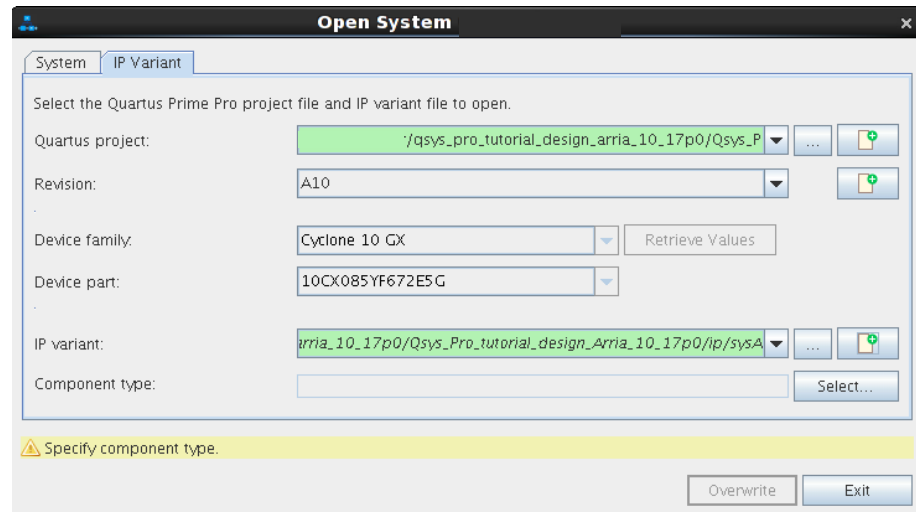 Open System
System
IP Variant
Select the Quartus Prime Pro project file and IP variant file to open.
Quartus project:
/qsys_pro_tutorial_design_arria_10_17p0/Qsys_P
...
Revision:
A10
Device family:
Cyclone 10 GX
Retrieve Values
Device part:
10CX085YF672E5G
IP variant:
arria_10_17p0/Qsys_Pro_tutorial_design_Arria_10_17p0/ip/sysA
...
Component type:
Select...
Specify component type.
Overwrite
Exit